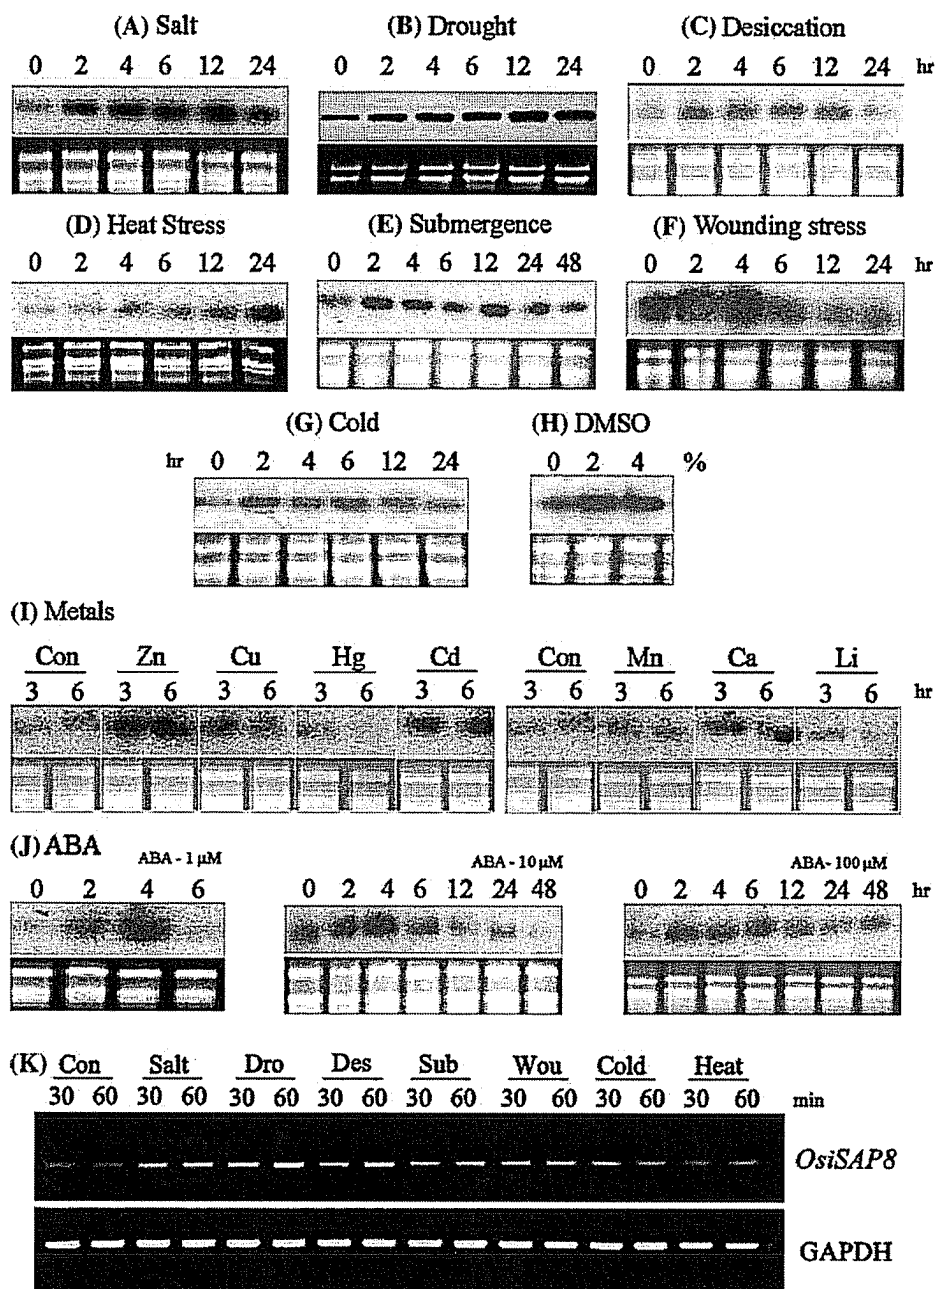 (A) Salt (B) Drought (C) Desiccation
0 2 4 6 12 24 0 2 4 6 12 24 0 2 4 6 12 24 hr
(D) Heat Stress (E) Submergence (F) Wounding stress
0 2 4 6 12 24 0 2 4 6 12 24 48 0 2 4 6 12 24 hr
(G) Cold (H) DMSO
hr 0 2 4 6 12 24 0 2 4 %
(I) Metals
Con Zn Cu Hg Cd Con Mn Ca Li
3 6 3 6 3 6 3 6 3 6 3 6 3 6 3 6 3 6 hr
(J) ABA ABA - 1 µM ABA - 10 µM ABA- 100 µM
0 2 4 6 0 2 4 6 12 24 48 0 2 4 6 12 24 48 hr
(K) Con Salt Dro Des Sub Wou Cold Heat
30 60 30 60 30 60 30 60 30 60 30 60 30 60 30 60 min
OsiSAP8
GAPDH